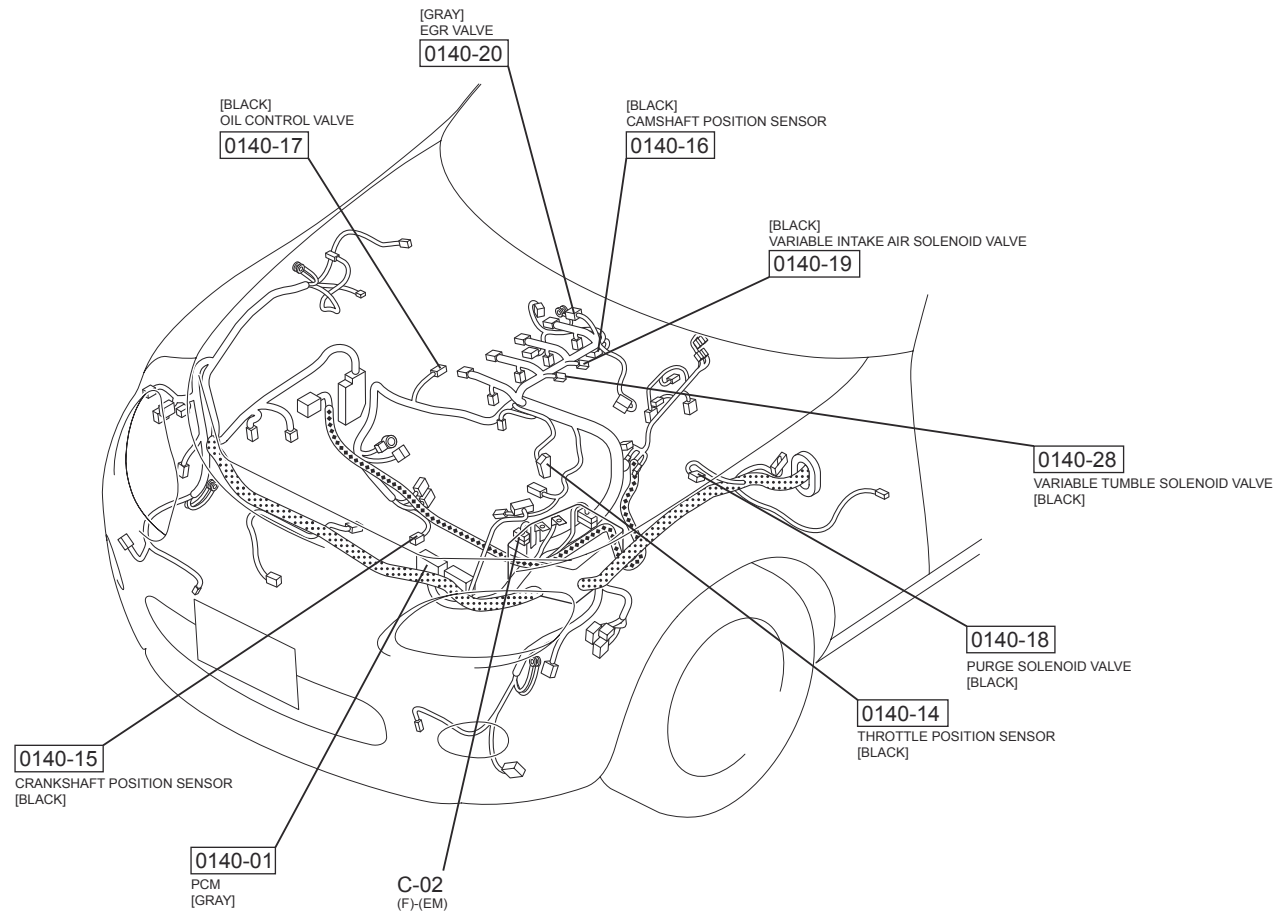 [GRAY]
EGR VALVE
0140-20
[BLACK]
OIL CONTROL VALVE
0140-17
[BLACK]
CAMSHAFT POSITION SENSOR
0140-16
[BLACK]
VARIABLE INTAKE AIR SOLENOID VALVE
0140-19
0140-28
VARIABLE TUMBLE SOLENOID VALVE
[BLACK]
0140-18
PURGE SOLENOID VALVE
[BLACK]
0140-14
THROTTLE POSITION SENSOR
[BLACK]
0140-15
CRANKSHAFT POSITION SENSOR
[BLACK]
0140-01
PCM
[GRAY]
C-02
(F)-(EM)